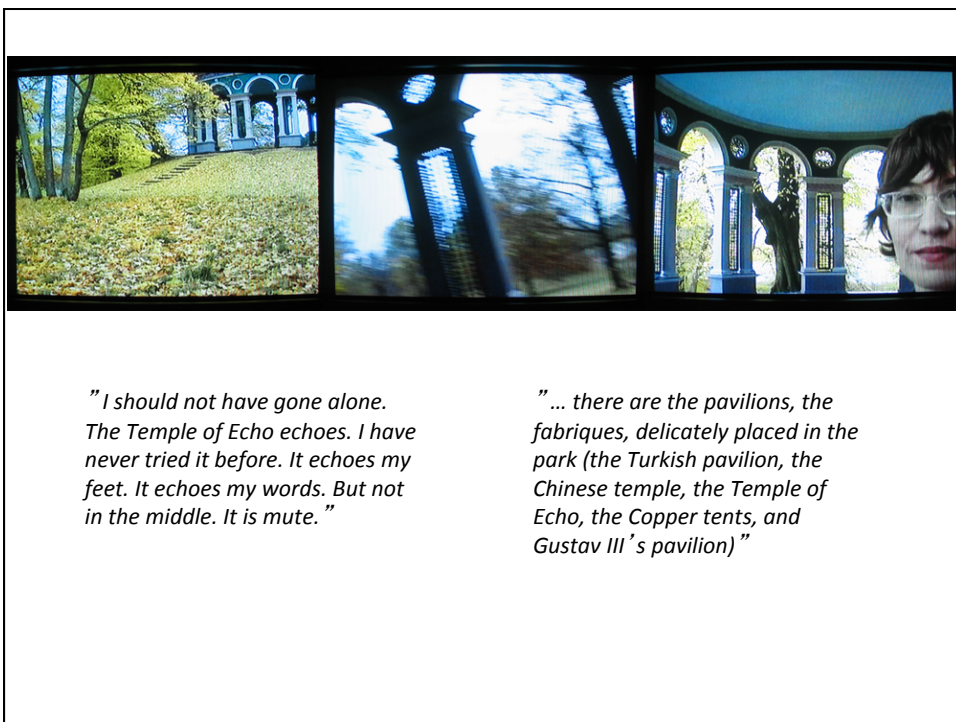 ”I should not have gone alone.
The Temple of Echo echoes. I have
never tried it before. It echoes my
feet. It echoes my words. But not
in the middle. It is mute.”
”… there are the pavilions, the
fabriques, delicately placed in the
park (the Turkish pavilion, the
Chinese temple, the Temple of
Echo, the Copper tents, and
Gustav III’s pavilion)”